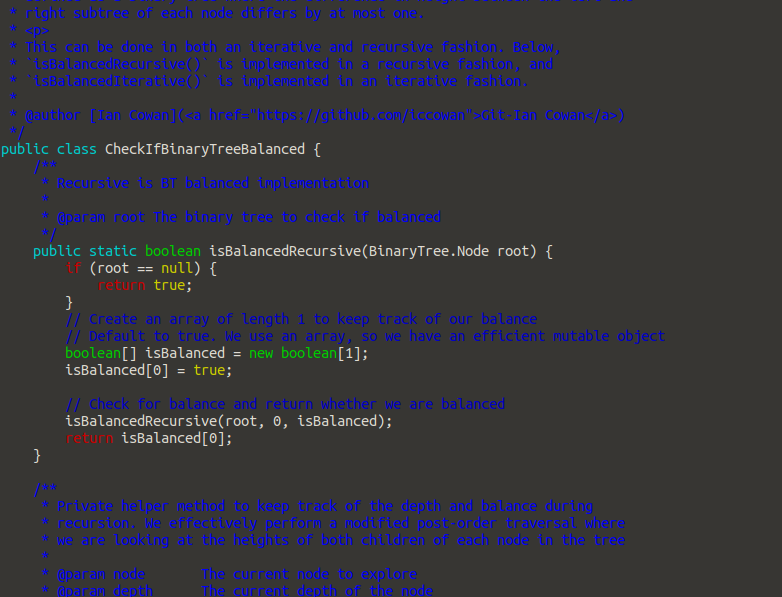 * right subtree of each node differs by at most one.
* <p>
* This can be done in both an iterative and recursive fashion. Below,
* `isBalancedRecursive()` is implemented in a recursive fashion, and
* `isBalancedIterative()` is implemented in an iterative fashion.
*
* @author [Ian Cowan](<a href="https://github.com/iccowan">Git-Ian Cowan</a>)
*/
public class CheckIfBinaryTreeBalanced {
    /**
     * Recursive is BT balanced implementation
     *
     * @param root The binary tree to check if balanced
     */
    public static boolean isBalancedRecursive(BinaryTree.Node root) {
        if (root == null) {
            return true;
        }
        // Create an array of length 1 to keep track of our balance
        // Default to true. We use an array, so we have an efficient mutable object
        boolean[] isBalanced = new boolean[1];
        isBalanced[0] = true;

        // Check for balance and return whether we are balanced
        isBalancedRecursive(root, 0, isBalanced);
        return isBalanced[0];
    }

    /**
     * Private helper method to keep track of the depth and balance during
     * recursion. We effectively perform a modified post-order traversal where
     * we are looking at the heights of both children of each node in the tree
     *
     * @param node       The current node to explore
     * @param depth      The current depth of the node